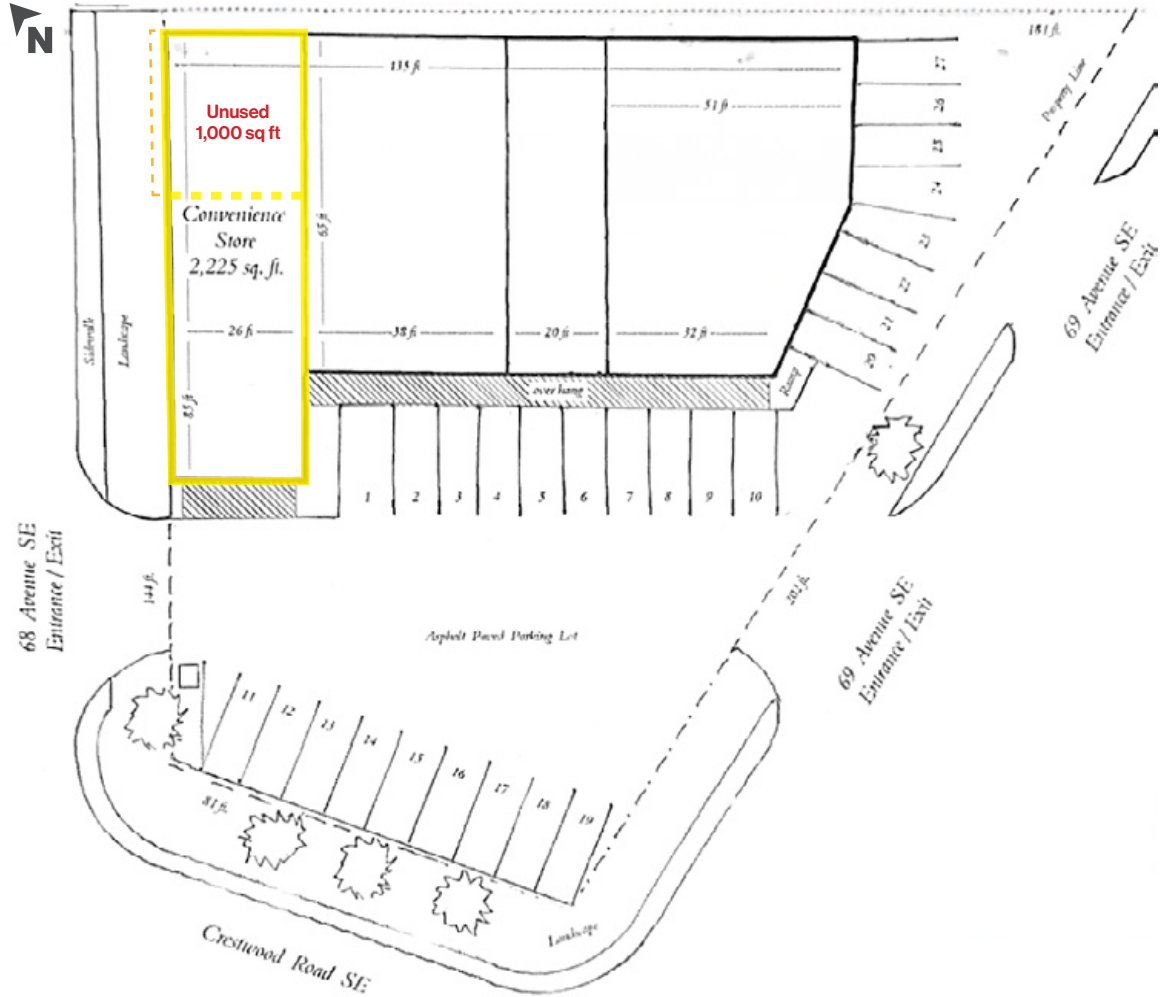 N
181 ft.
135 ft
Property Line
Unused
1,000 sq ft
51 ft
27
26
25
24
Convenience
Store
2,225 sq. ft.
65 ft
23
22
21
20
Sidewalk
Landscape
26 ft
38 ft
20 ft
32 ft
85 ft
overhang
Ramp
69 Avenue SE
Entrance / Exit
1
2
3
4
5
6
7
8
9
10
68 Avenue SE
Entrance / Exit
144 ft.
202 ft.
Asphalt Paved Parking Lot
69 Avenue SE
Entrance / Exit
11
12
13
14
15
16
17
18
19
81 ft.
Landscape
Crestwood Road SE